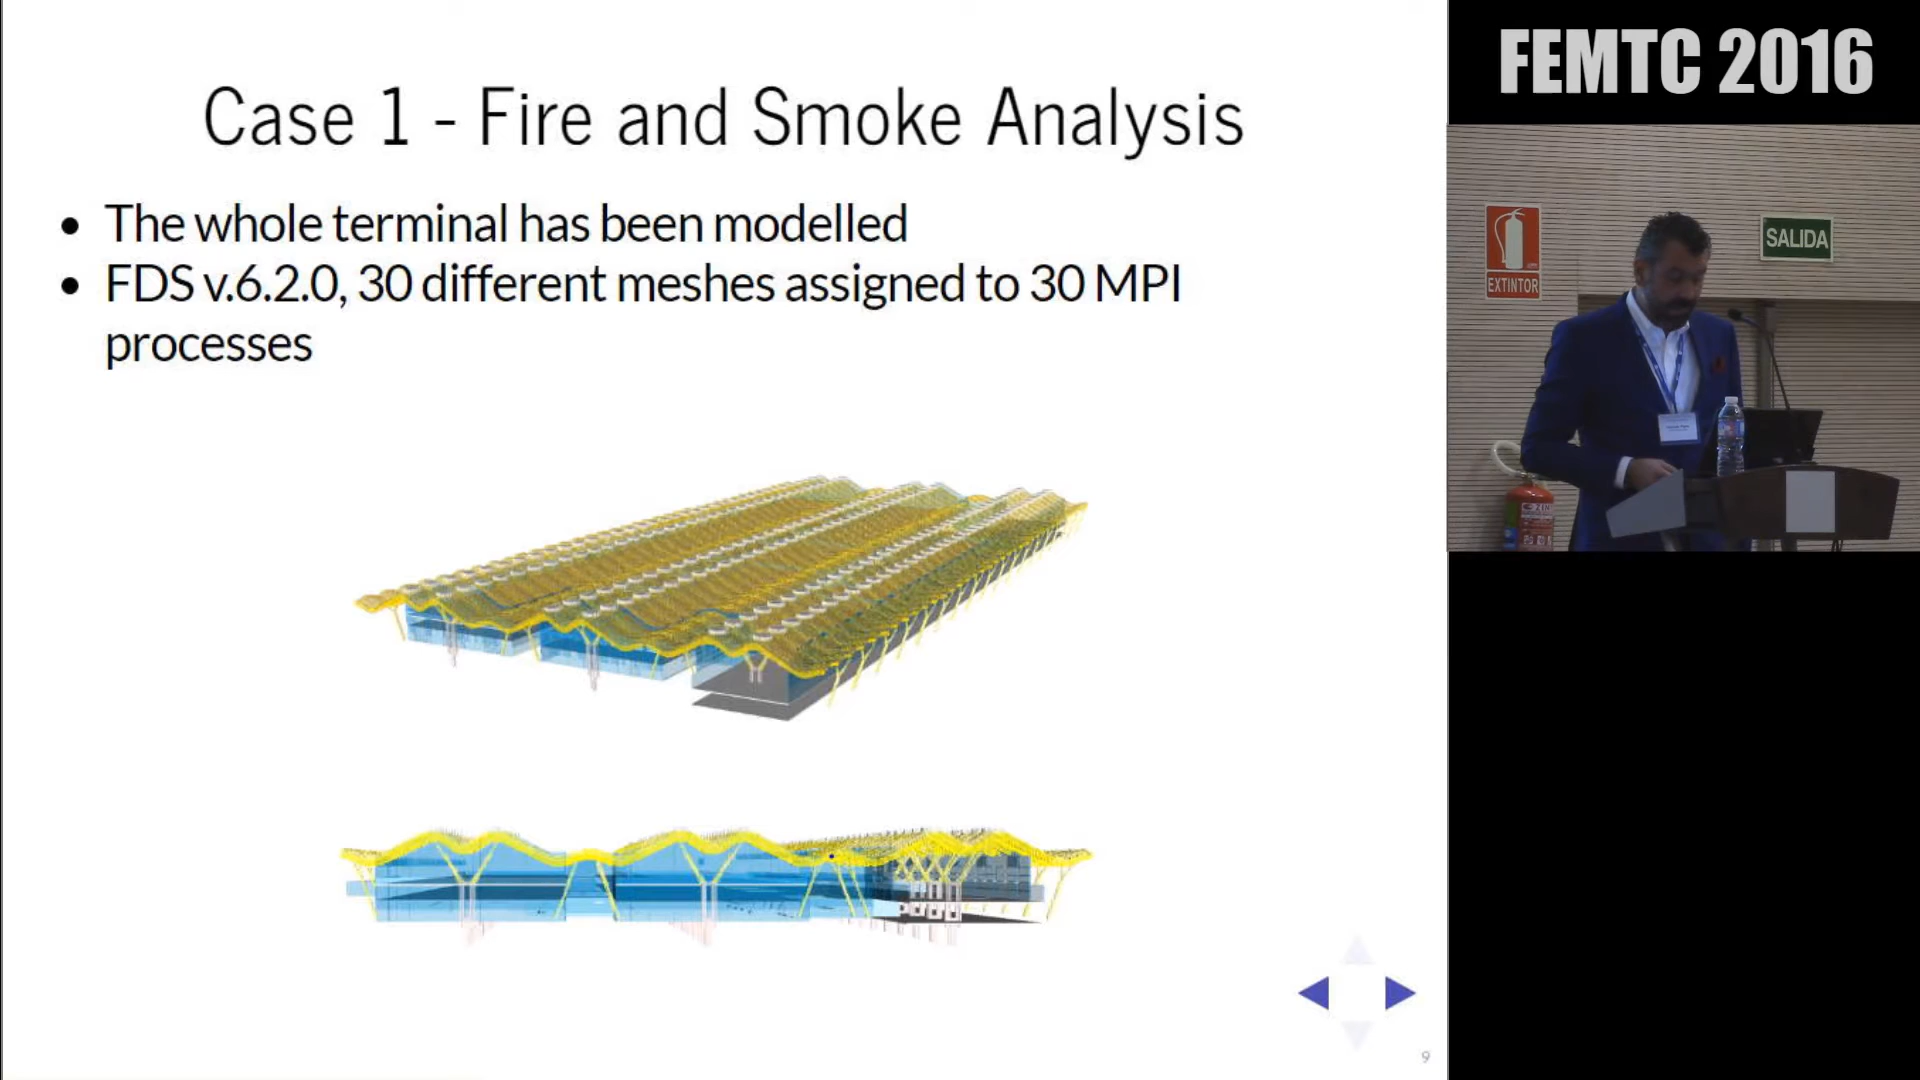 Case 1 - Fire and Smoke Analysis
The whole terminal has been modelled
FDS v.6.2.0, 30 different meshes assigned to 30 MPI
processes
9
FEMTC 2016
EXTINTOR
SALIDA